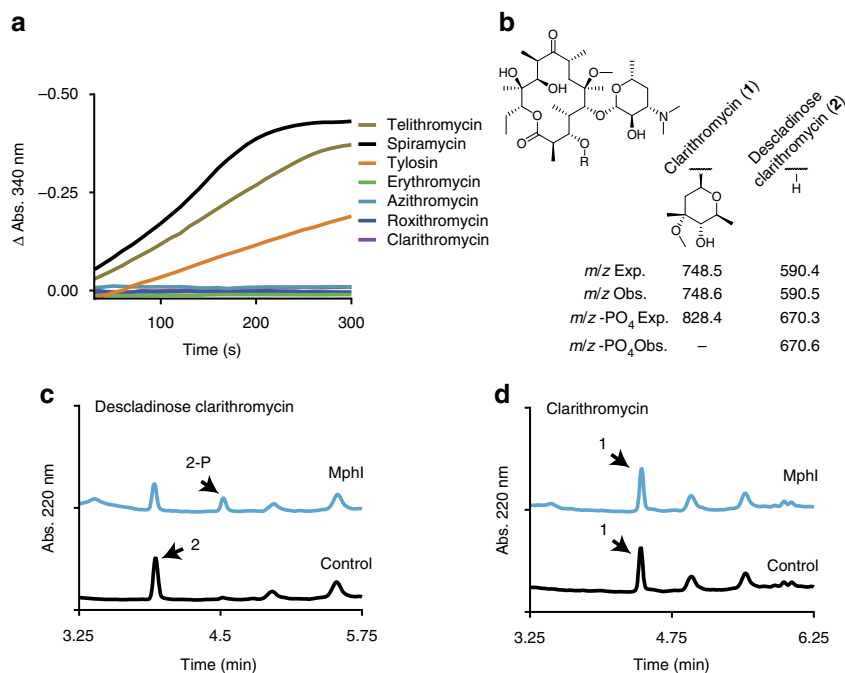 a
−0.50
−0.25
0.00
Δ Abs. 340 nm
100
200
300
Time (s)
Telithromycin
Spiramycin
Tylosin
Erythromycin
Azithromycin
Roxithromycin
Clarithromycin
b
O
HO
OH
O
O
O
O
R
O
O
HO
N
Clarithromycin (1)
Descladinose
clarithromycin (2)
O
O
OH
H
m/z Exp. 748.5 590.4
m/z Obs. 748.6 590.5
m/z -PO4 Exp. 828.4 670.3
m/z -PO4Obs. – 670.6
c
Descladinose clarithromycin
2-P
MphI
2
Control
Abs. 220 nm
3.25
4.5
5.75
Time (min)
d
Clarithromycin
1
MphI
1
Control
Abs. 220 nm
3.25
4.75
6.25
Time (min)